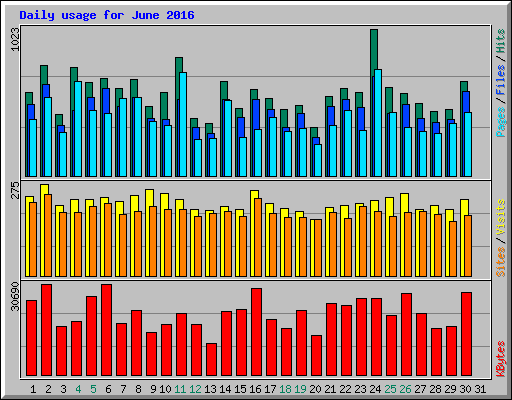 Daily usage for June 2016
1023
Pages / Files / Hits
275
Sites / Visits
30690
KBytes
1 2 3 4 5 6 7 8 9 10 11 12 13 14 15 16 17 18 19 20 21 22 23 24 25 26 27 28 29 30 31